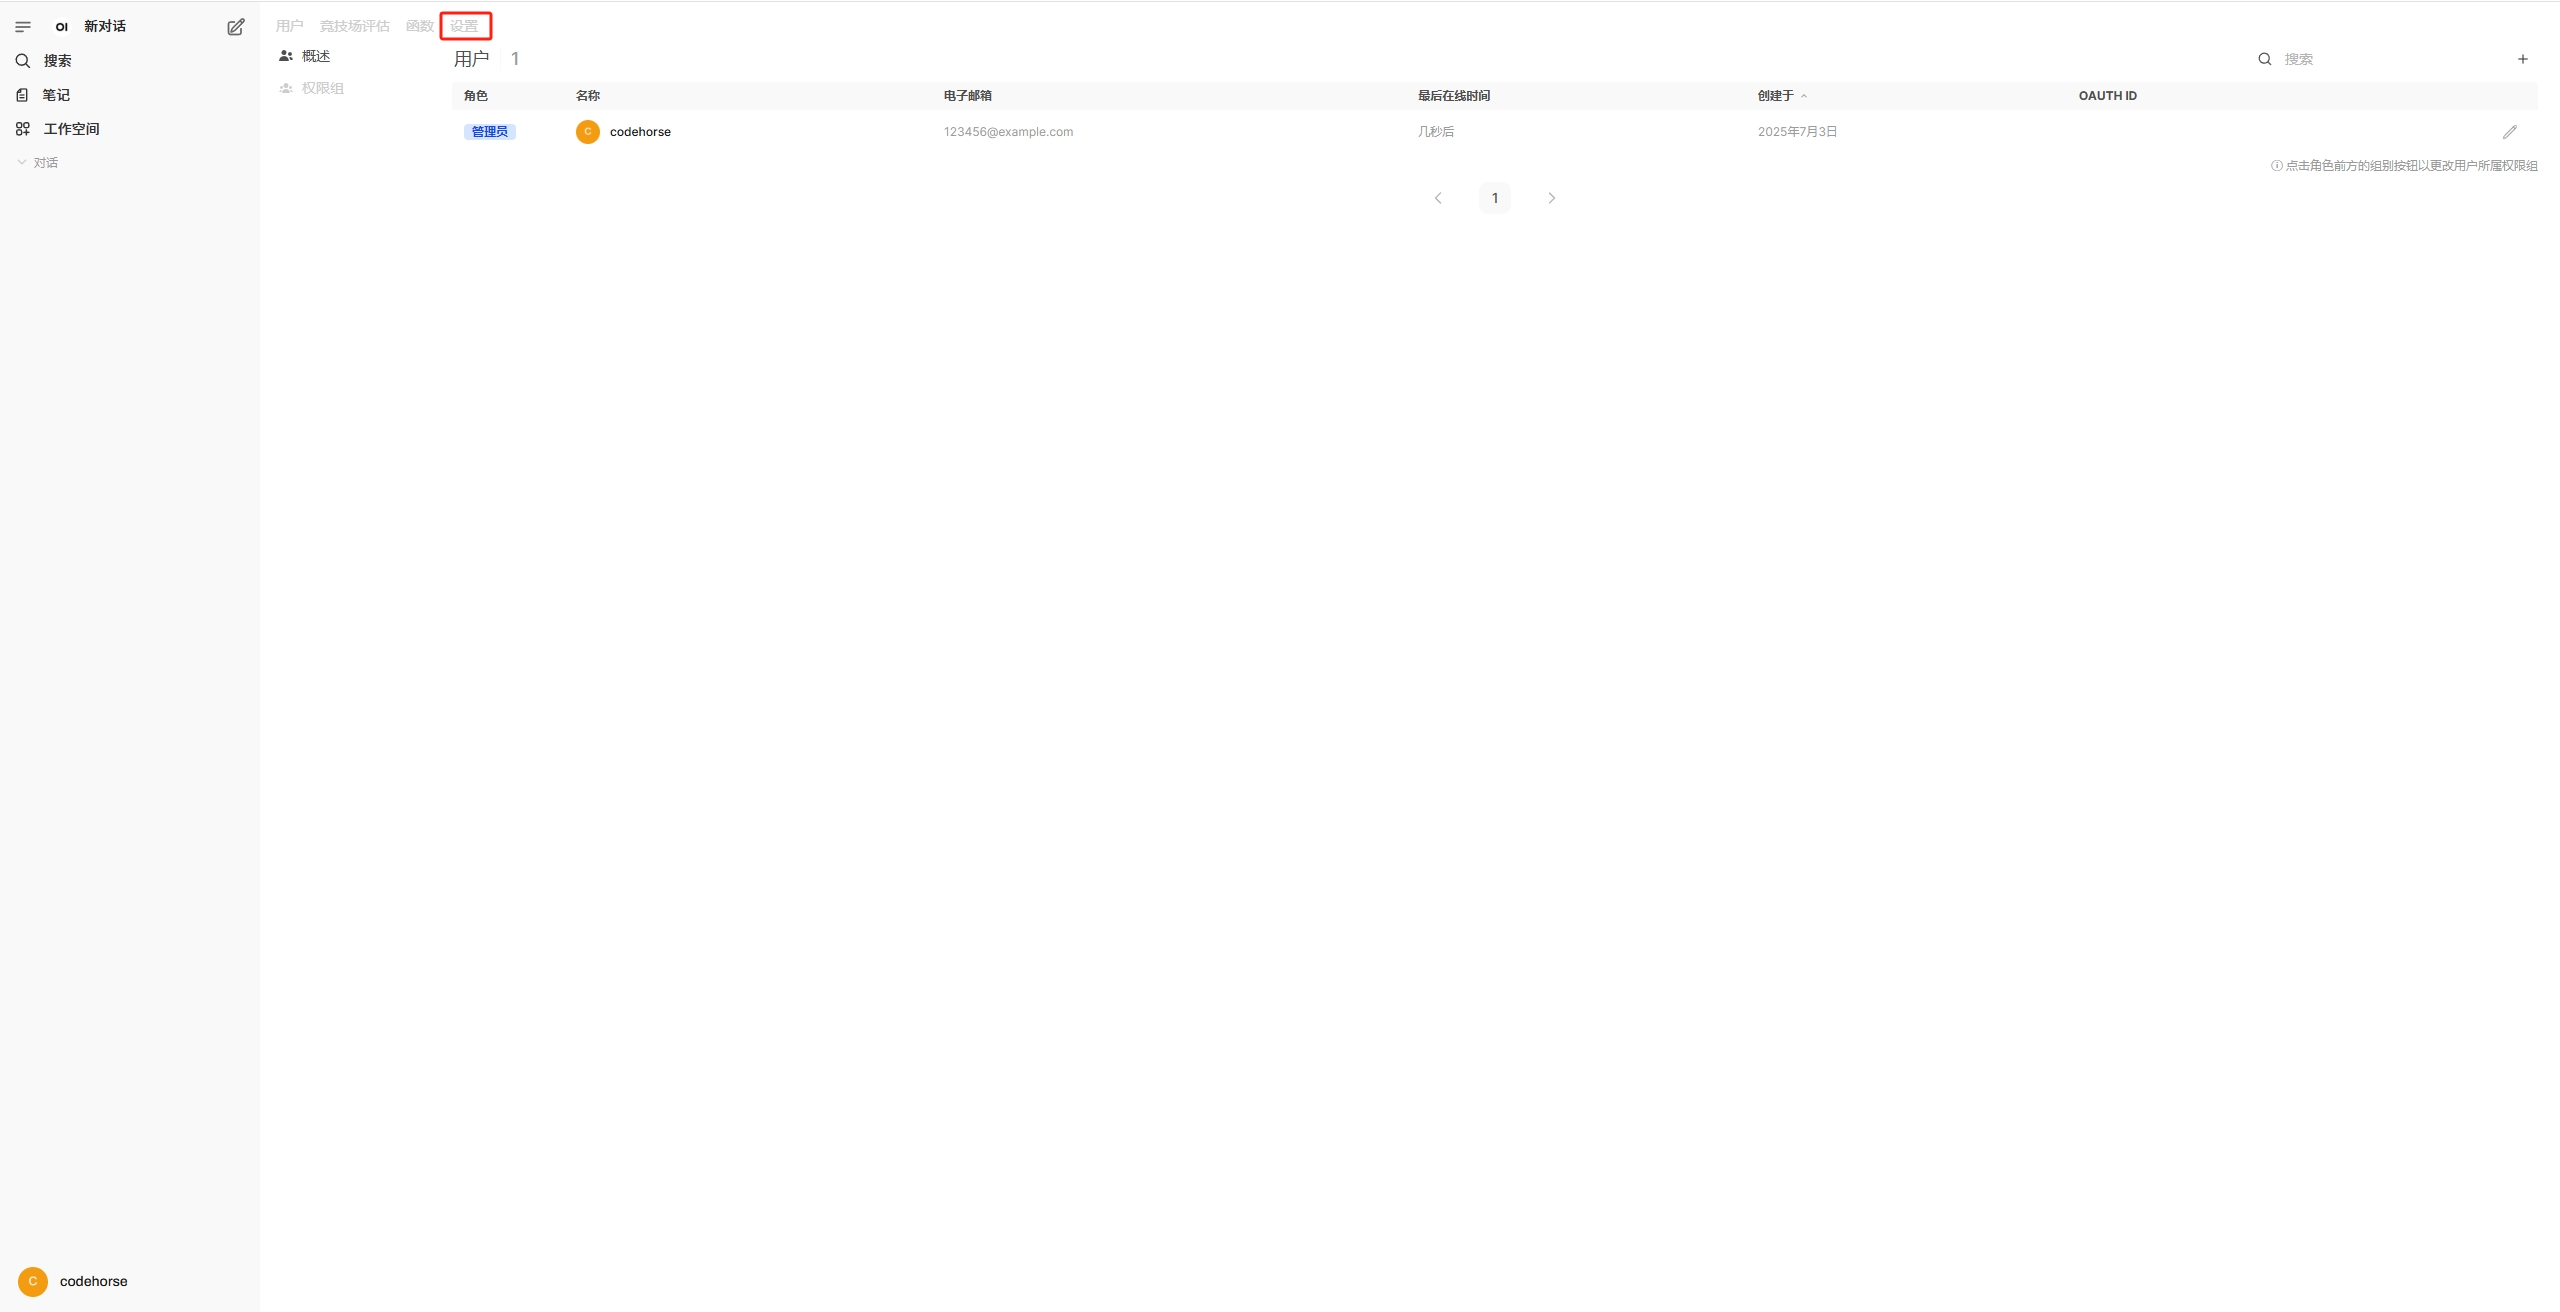 OI 新对话
搜索
笔记
工作空间
对话
用户 竞技场评估 函数 设置
概述
权限组
用户 1
搜索
角色 名称 电子邮箱 最后在线时间 创建于 OAUTH ID
管理员 C codehorse 123456@example.com 几秒后 2025年7月3日
点击角色前方的组别按钮以更改用户所属权限组
1
C codehorse